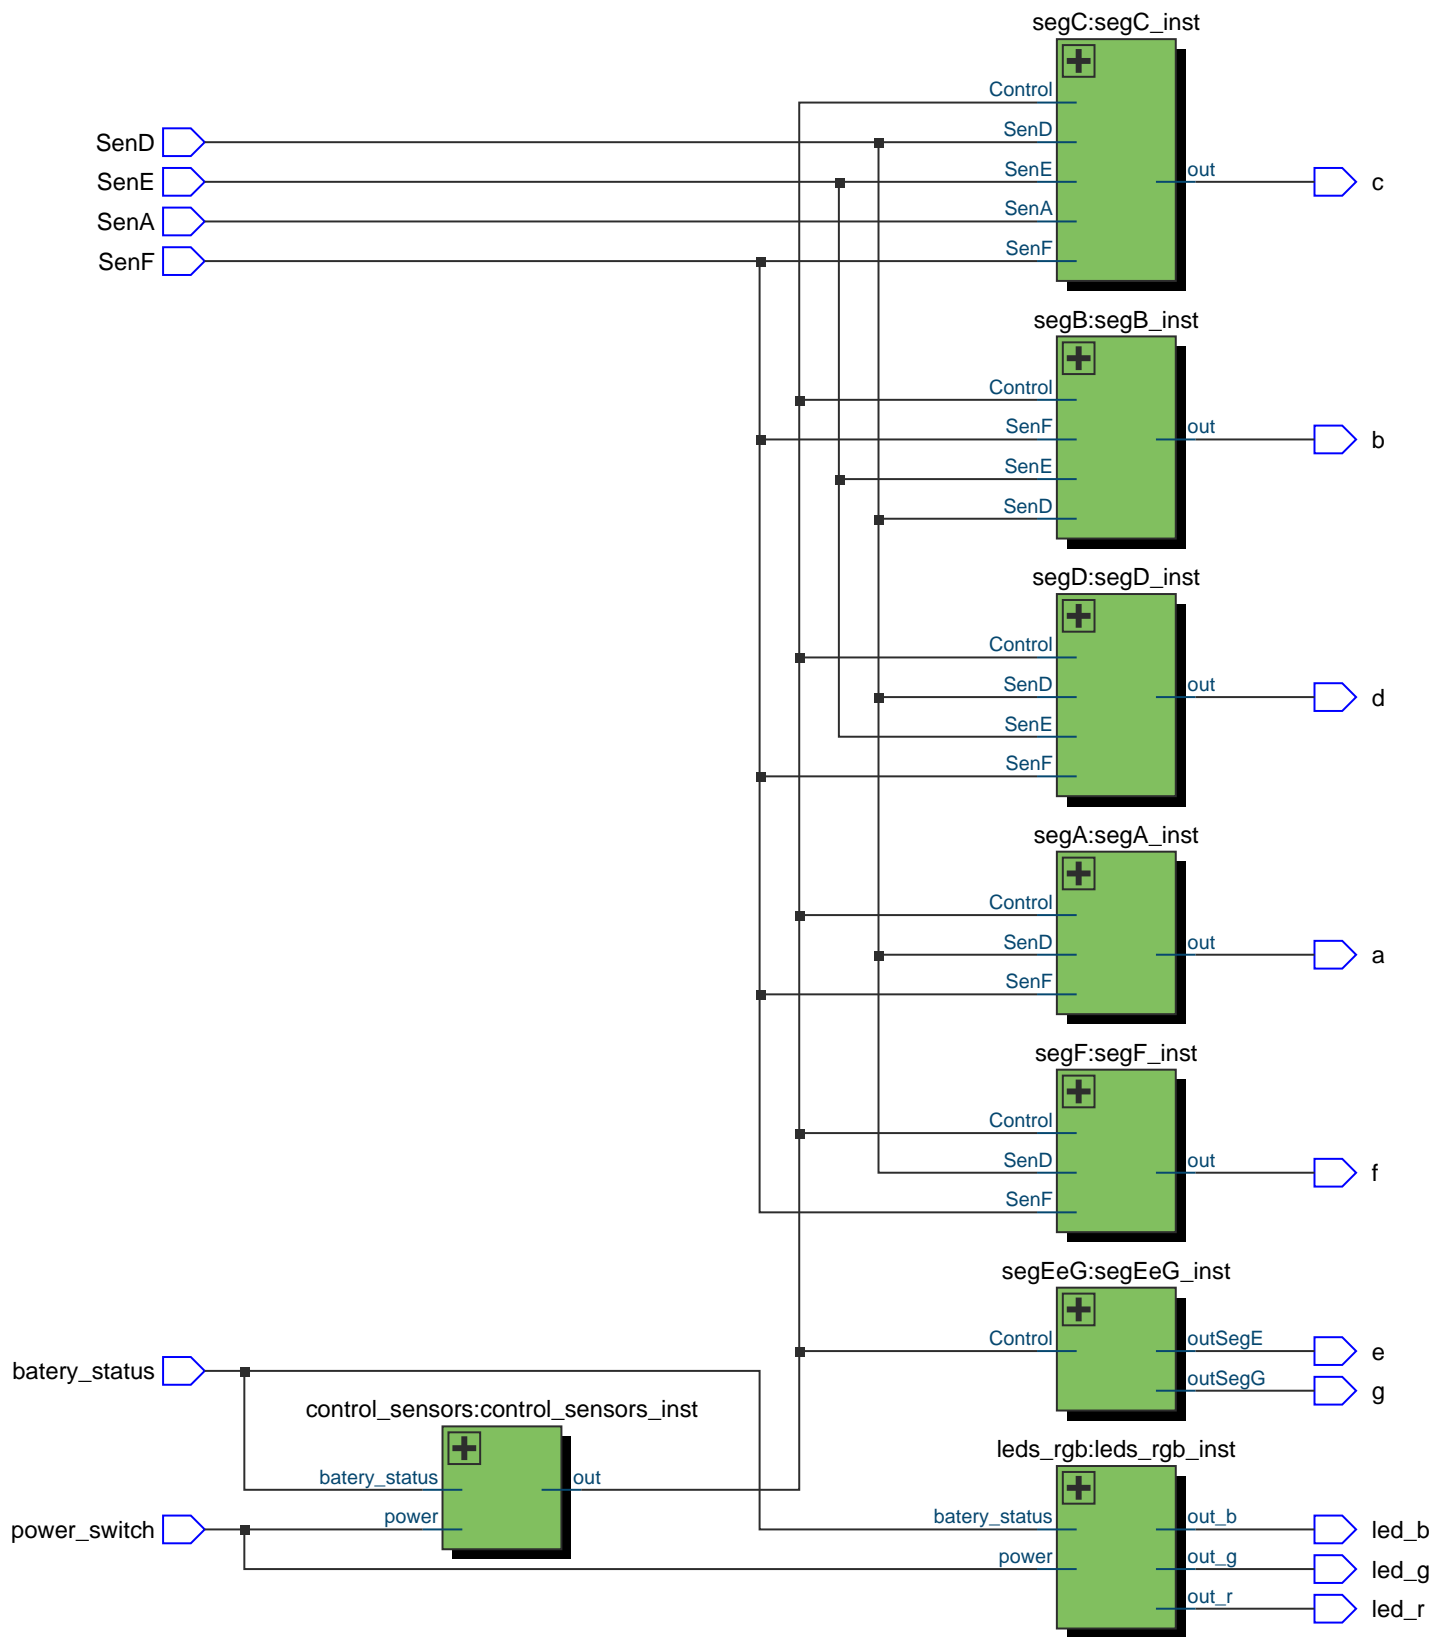 segC:segC_inst
Control
SenD
SenE
SenA
SenF
out
SenD
SenE
SenA
SenF
c
segB:segB_inst
Control
SenF
SenE
SenD
out
b
segD:segD_inst
Control
SenD
SenE
SenF
out
d
segA:segA_inst
Control
SenD
SenF
out
a
segF:segF_inst
Control
SenD
SenF
out
f
segEeG:segEeG_inst
Control
outSegE
outSegG
e
g
batery_status
power_switch
control_sensors:control_sensors_inst
batery_status
power
out
leds_rgb:leds_rgb_inst
batery_status
power
out_b
out_g
out_r
led_b
led_g
led_r